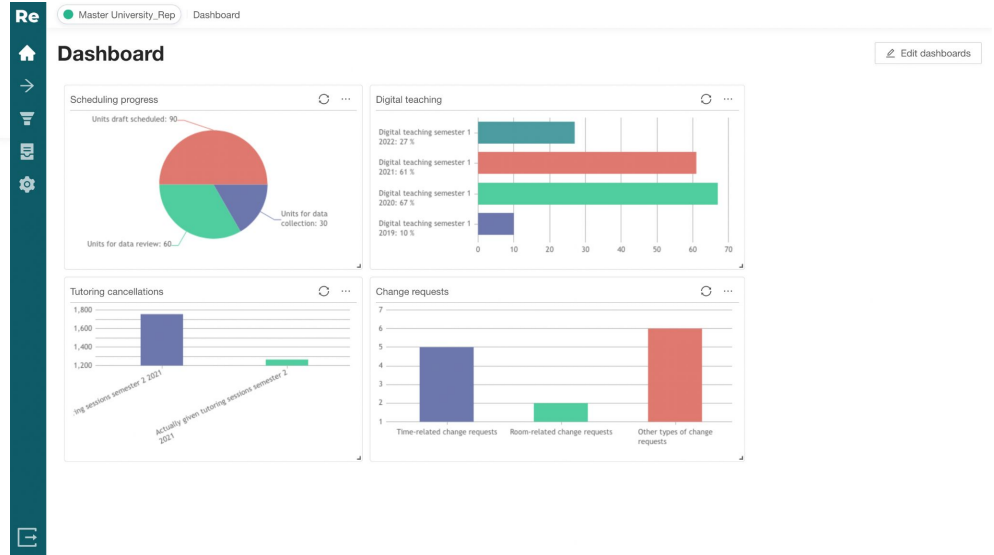 Re
Master University_Rep
Dashboard
Dashboard
Edit dashboards
Scheduling progress
Units draft scheduled: 90
Units for data
collection: 30
Units for data review: 60
Digital teaching
Digital teaching semester 1
2022: 27 %
Digital teaching semester 1
2021: 61 %
Digital teaching semester 1
2020: 67 %
Digital teaching semester 1
2019: 10 %
0 10 20 30 40 50 60 70
Tutoring cancellations
1,800
1,600
1,400
1,200
ing sessions semester 2 2021
Actually given tutoring sessions semester 2
2021
Change requests
7
6
5
4
3
2
1
Time-related change requests
Room-related change requests
Other types of change
requests